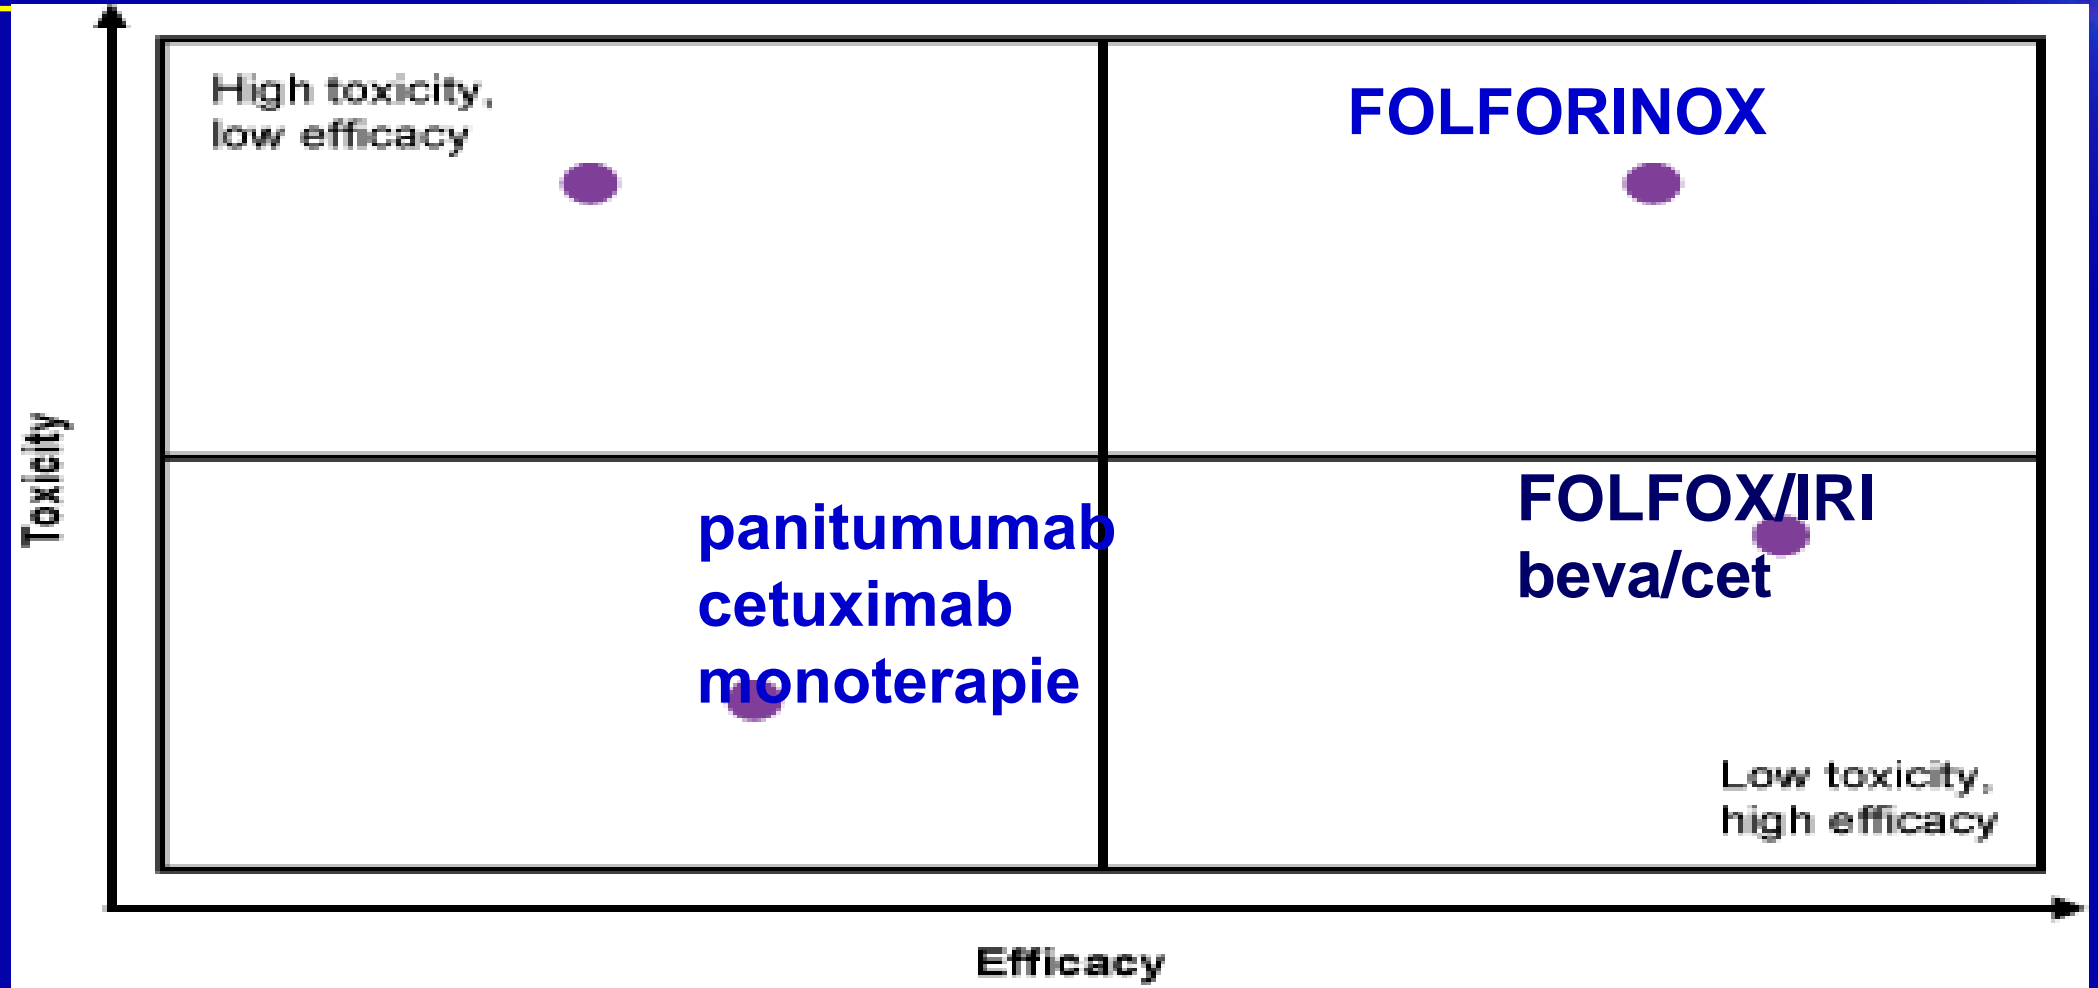 High toxicity,
low efficacy
FOLFORINOX
Toxicity
panitumumab
cetuximab
monoterapie
FOLFOX/IRI
beva/cet
Low toxicity,
high efficacy
Efficacy